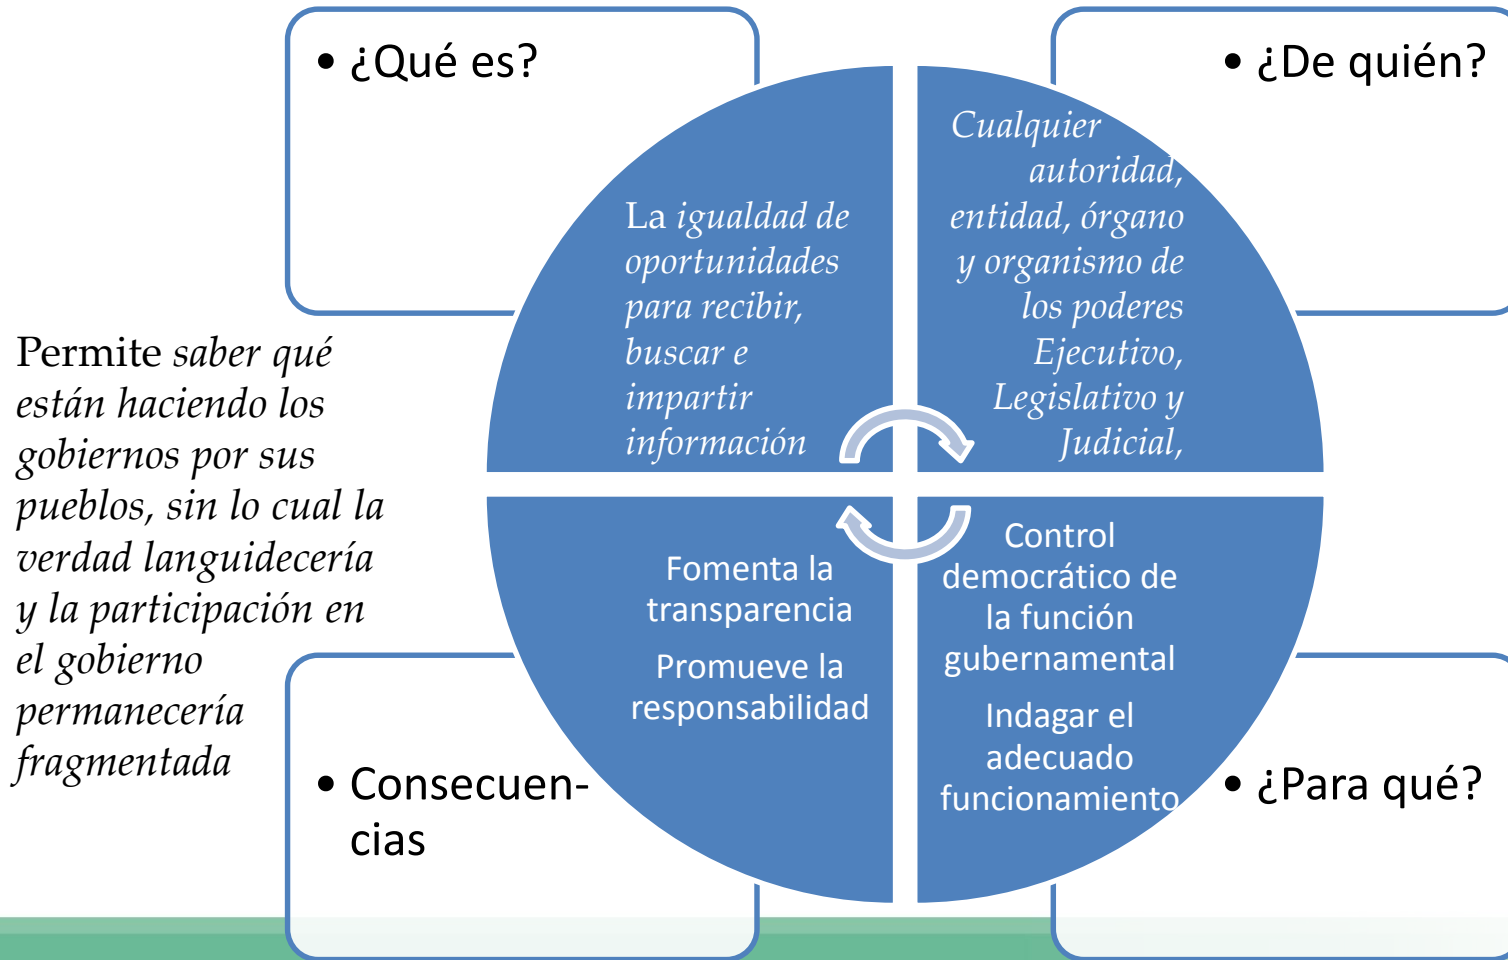 • ¿Qué es?
La igualdad de
oportunidades
para recibir,
buscar e
impartir
información
• ¿De quién?
Cualquier
autoridad,
entidad, órgano
y organismo de
los poderes
Ejecutivo,
Legislativo y
Judicial,
Permite saber qué
están haciendo los
gobiernos por sus
pueblos, sin lo cual la
verdad languidecería
y la participación en
el gobierno
permanecería
fragmentada
Fomenta la
transparencia
Promueve la
responsabilidad
• Consecuen-
cias
Control
democrático de
la función
gubernamental
Indagar el
adecuado
funcionamiento
• ¿Para qué?